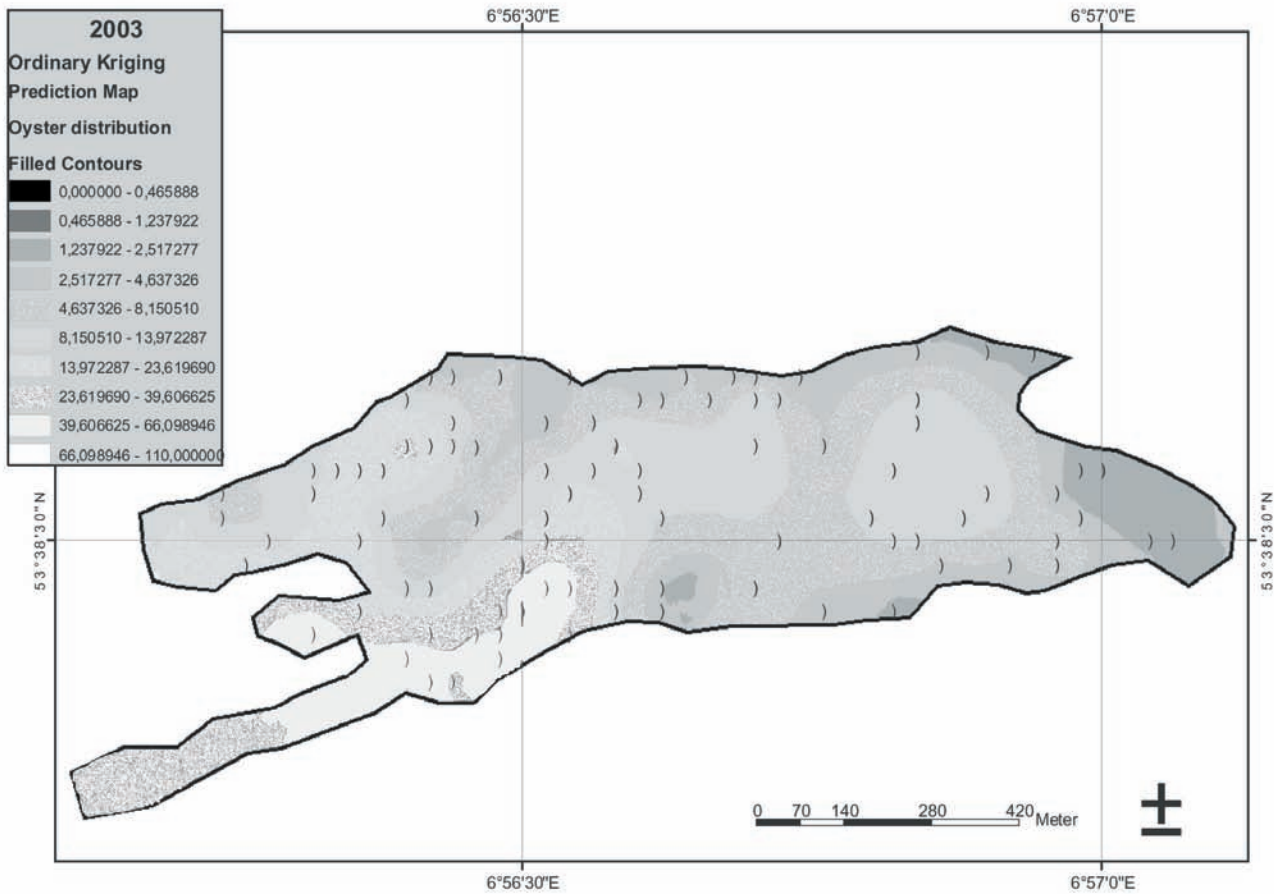 6°56'30"E
6°57'0"E
2003
Ordinary Kriging
Prediction Map
Oyster distribution
Filled Contours
0,000000 - 0,465888
0,465888 - 1,237922
1,237922 - 2,517277
2,517277 - 4,637326
4,637326 - 8,150510
8,150510 - 13,972287
13,972287 - 23,619690
23,619690 - 39,606625
39,606625 - 66,098946
66,098946 - 110,000000
53°38'30"N
53°38'30"N
0 70 140 280 420 Meter
±
6°56'30"E
6°57'0"E